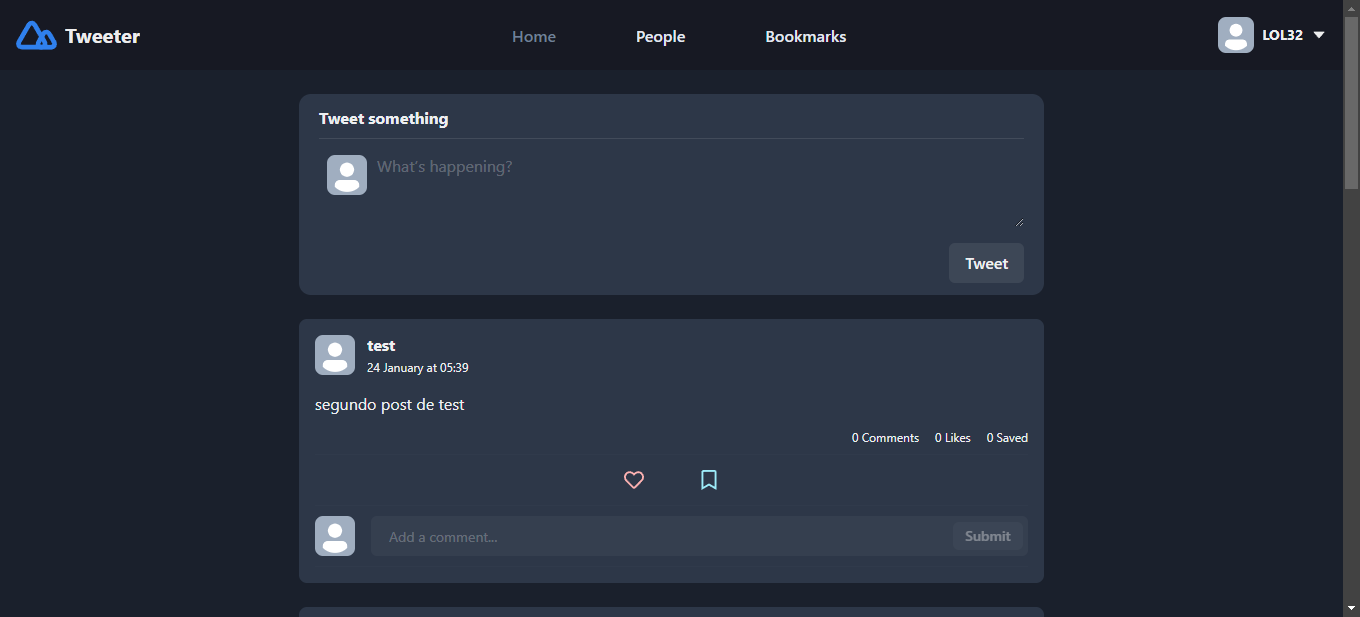 Tweeter
Home People Bookmarks
LOL32
Tweet something
What's happening?
Tweet
test
24 January at 05:39
segundo post de test
0 Comments 0 Likes 0 Saved
Add a comment...
Submit